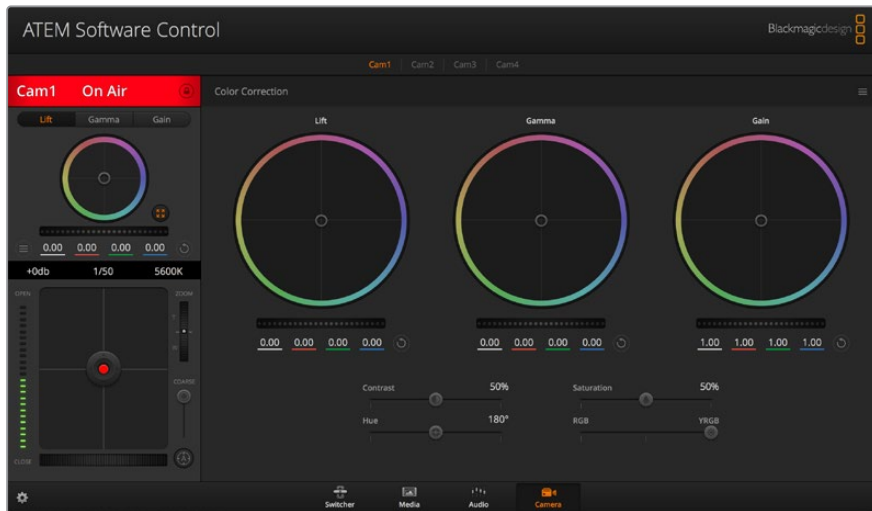 ATEM Software Control
Blackmagicdesign
Cam1 Cam2 Cam3 Cam4
Cam1 On Air
Color Correction
Lift Gamma Gain
0.00 0.00 0.00 0.00
+0db 1/50 5600K
OPEN
ZOOM
T
W
COARSE
CLOSE
Lift
0.00 0.00 0.00 0.00
Gamma
0.00 0.00 0.00 0.00
Gain
1.00 1.00 1.00 1.00
Contrast 50%
Saturation 50%
Hue 180°
RGB YRGB
Switcher Media Audio Camera